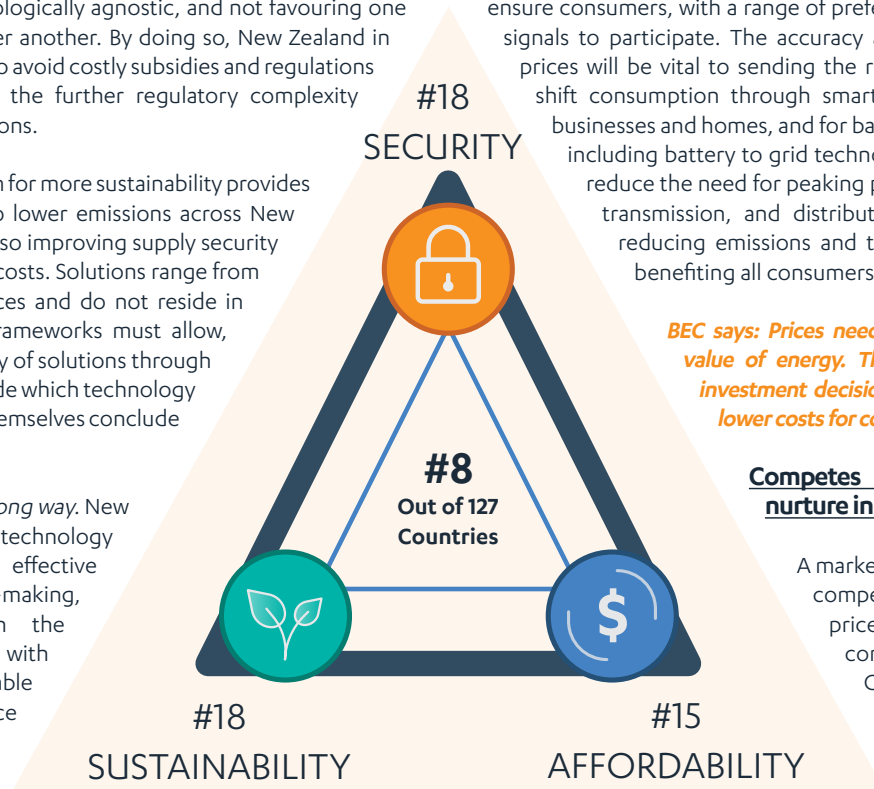 ologically agnostic, and not favouring one
er another. By doing so, New Zealand in
o avoid costly subsidies and regulations
the further regulatory complexity
ons.
n for more sustainability provides
o lower emissions across New
so improving supply security
costs. Solutions range from
ces and do not reside in
rameworks must allow,
y of solutions through
de which technology
emselves conclude
ong way. New
technology
effective
-making,
n the
with
able
ce
#18
SECURITY
#8
Out of 127
Countries
#18
SUSTAINABILITY
#15
AFFORDABILITY
ensure consumers, with a range of prefe
signals to participate. The accuracy a
prices will be vital to sending the r
shift consumption through smart
businesses and homes, and for ba
including battery to grid techno
reduce the need for peaking p
transmission, and distribut
reducing emissions and t
benefiting all consumers
BEC says: Prices need
value of energy. Th
investment decisio
lower costs for co
Competes
nurture in
A marke
compe
price
con
C